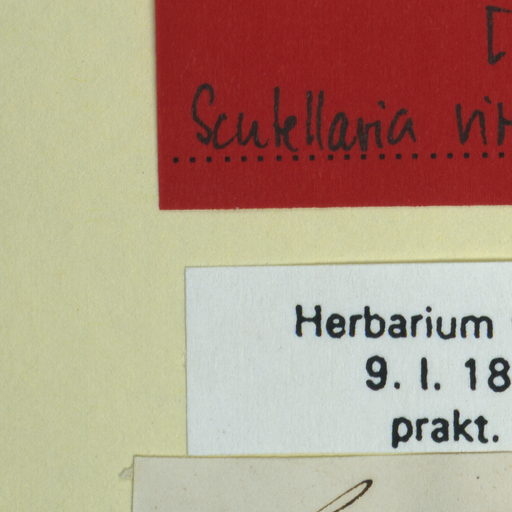 Scutellaria
Herbarium
9. I. 18
prakt.